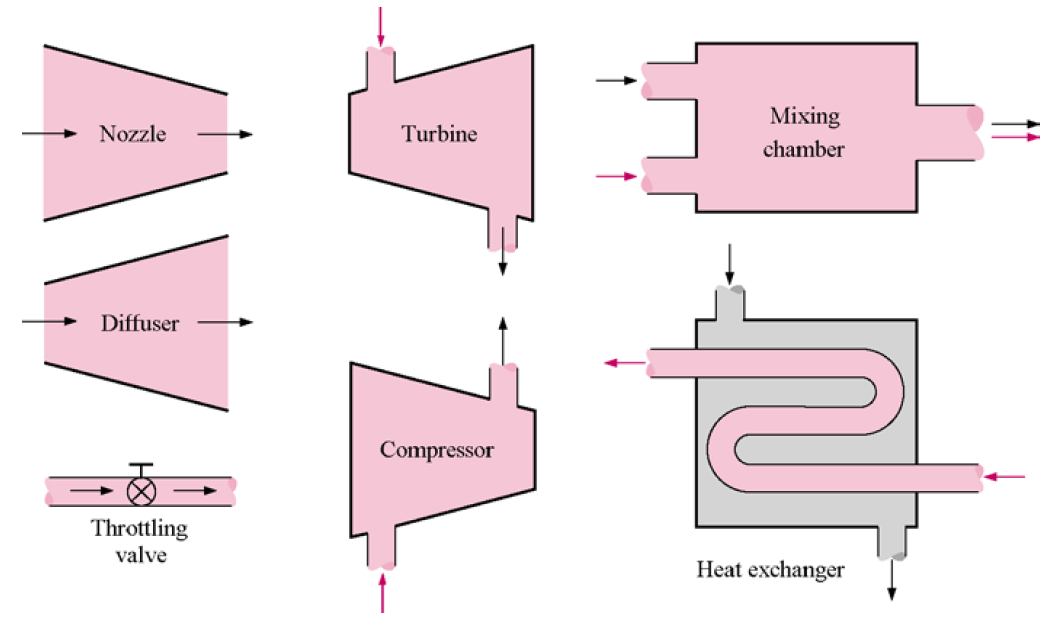 Nozzle
Turbine
Mixing
chamber
Diffuser
Compressor
Throttling
valve
Heat exchanger